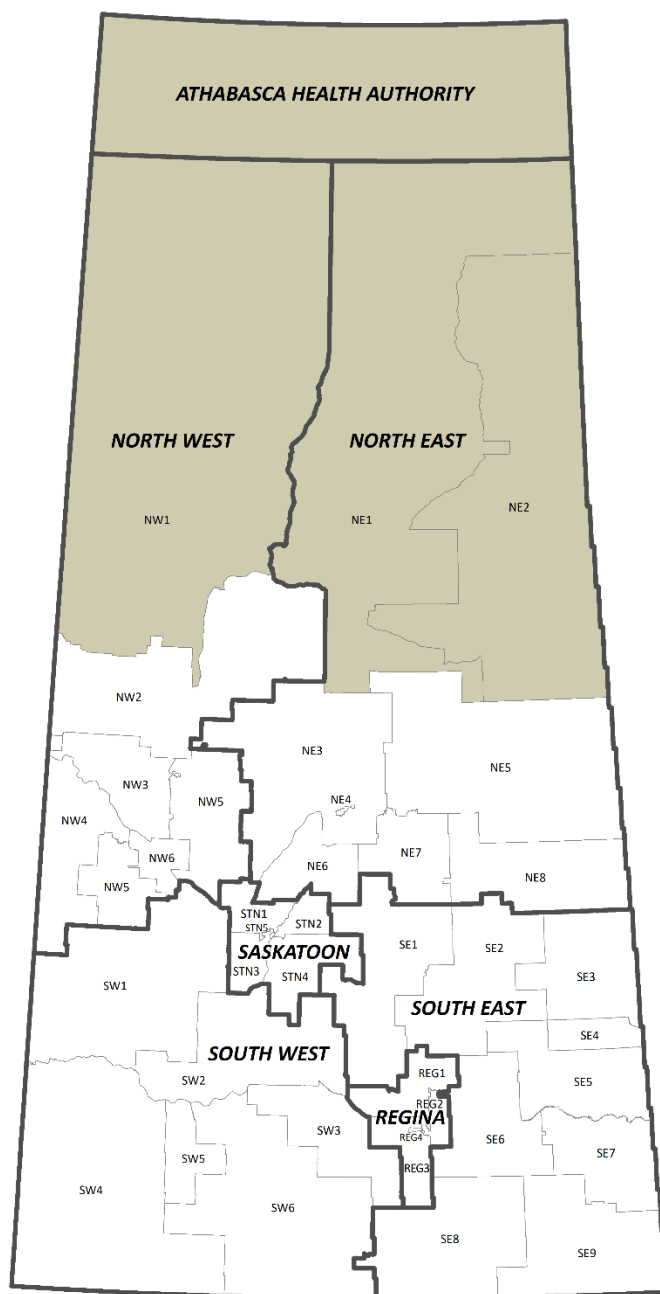 ATHABASCA HEALTH AUTHORITY
NORTH WEST
NORTH EAST
NE2
NW1
NE1
NW2
NE3
NE5
NW3
NW5
NE4
NW4
NE7
NW6
NE6
NE8
NW5
STN1
STN2
STN5
SE1
SE2
SASKATOON
STN3
STN4
SE3
SW1
SOUTH EAST
SE4
SOUTH WEST
REG1
SW2
SE5
REG2
REGINA
SW3
REG4
SE6
SW5
SE7
REG3
SW4
SW6
SE8
SE9